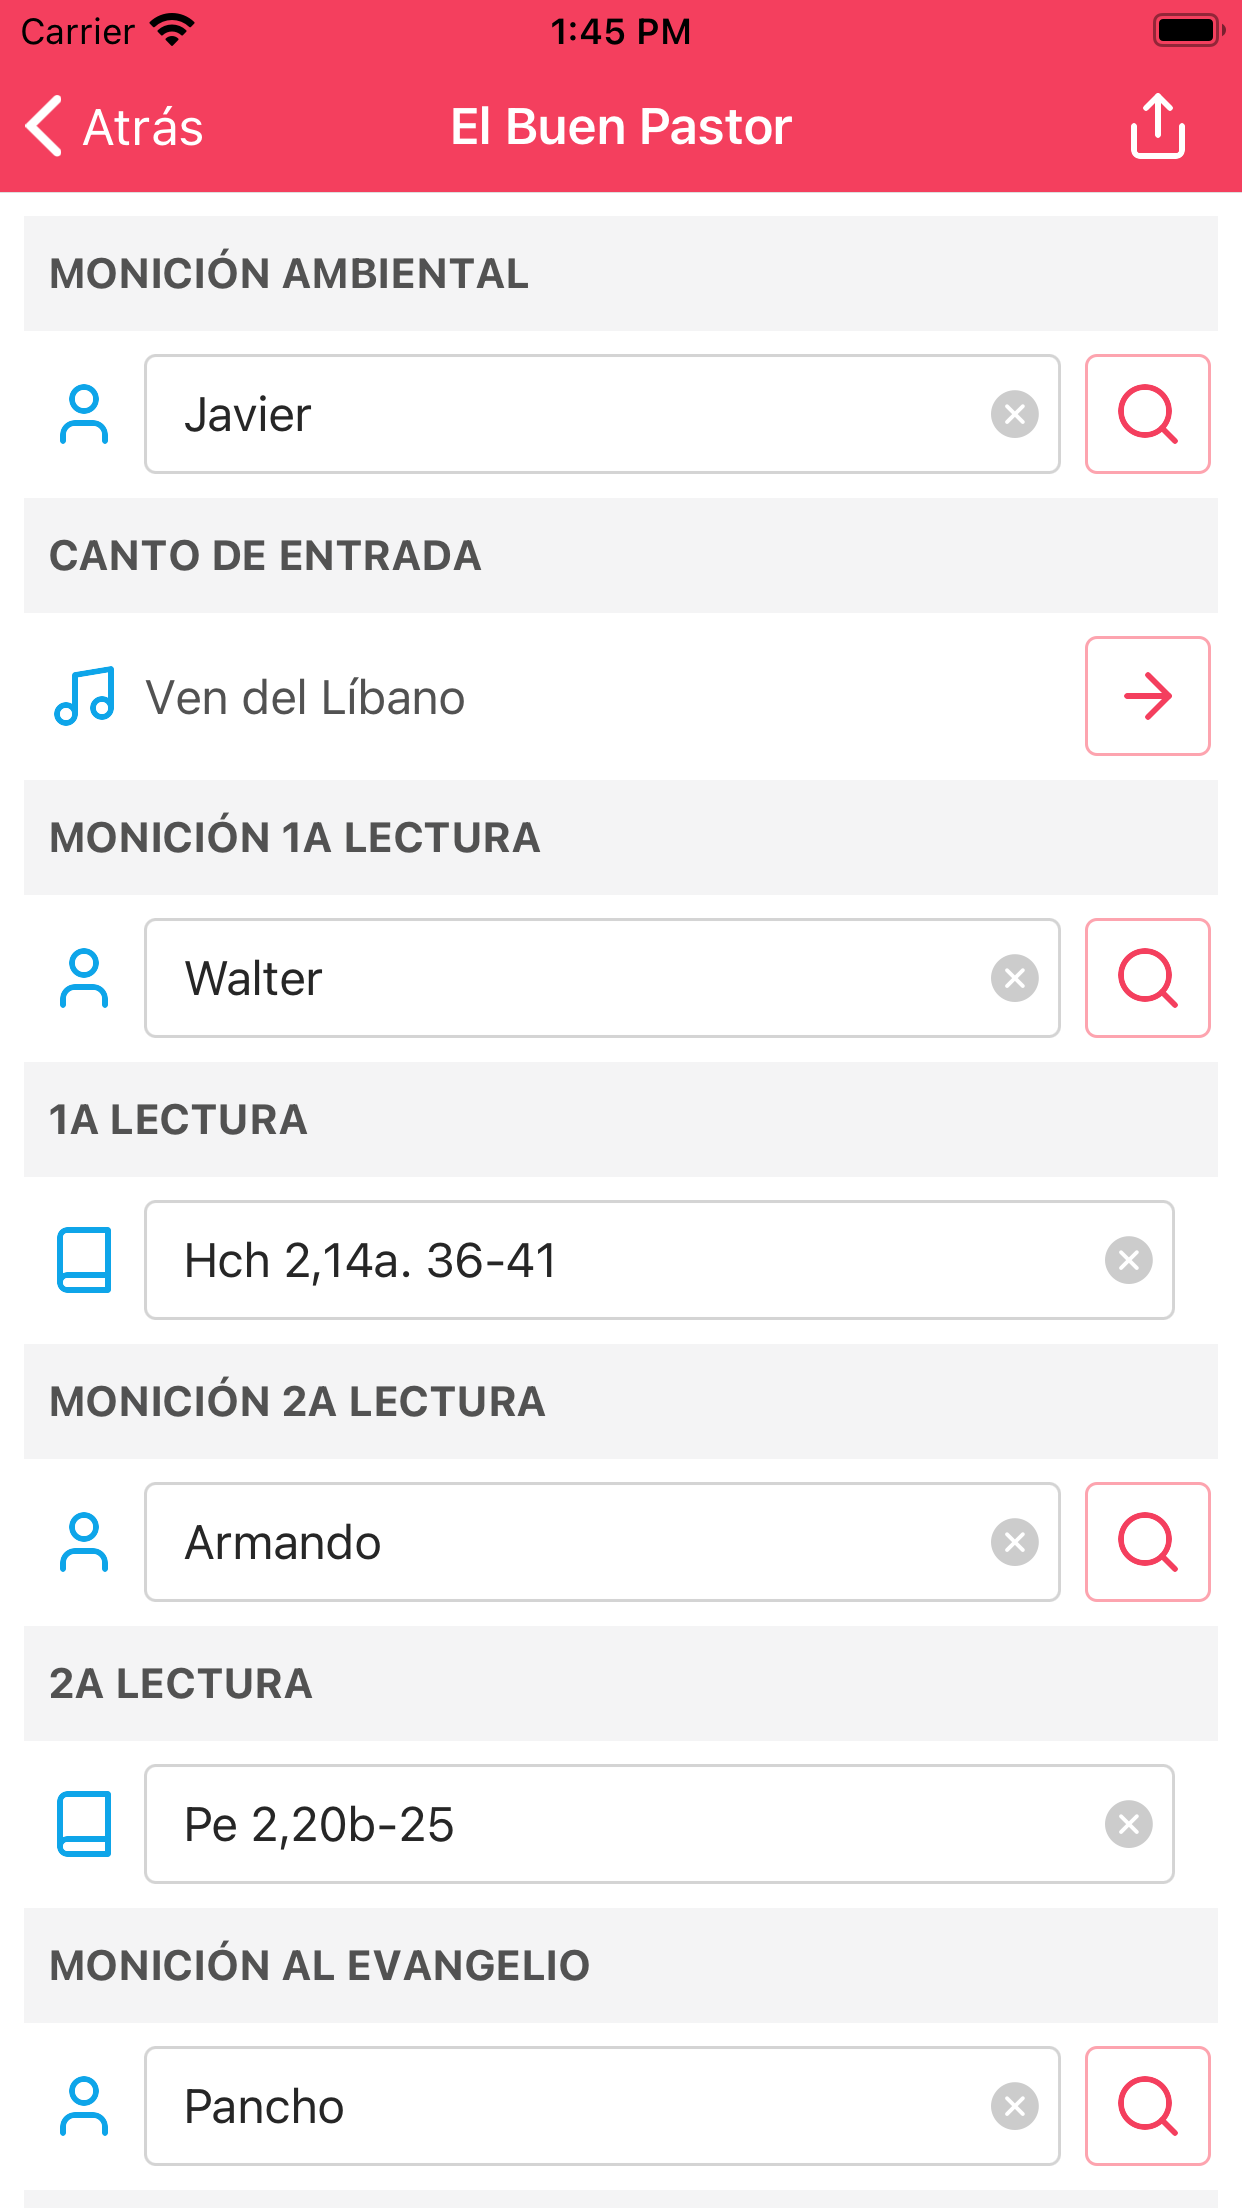 Carrier 1:45 PM
Atrás El Buen Pastor
MONICIÓN AMBIENTAL
Javier
CANTO DE ENTRADA
Ven del Líbano
MONICIÓN 1A LECTURA
Walter
1A LECTURA
Hch 2,14a. 36-41
MONICIÓN 2A LECTURA
Armando
2A LECTURA
Pe 2,20b-25
MONICIÓN AL EVANGELIO
Pancho